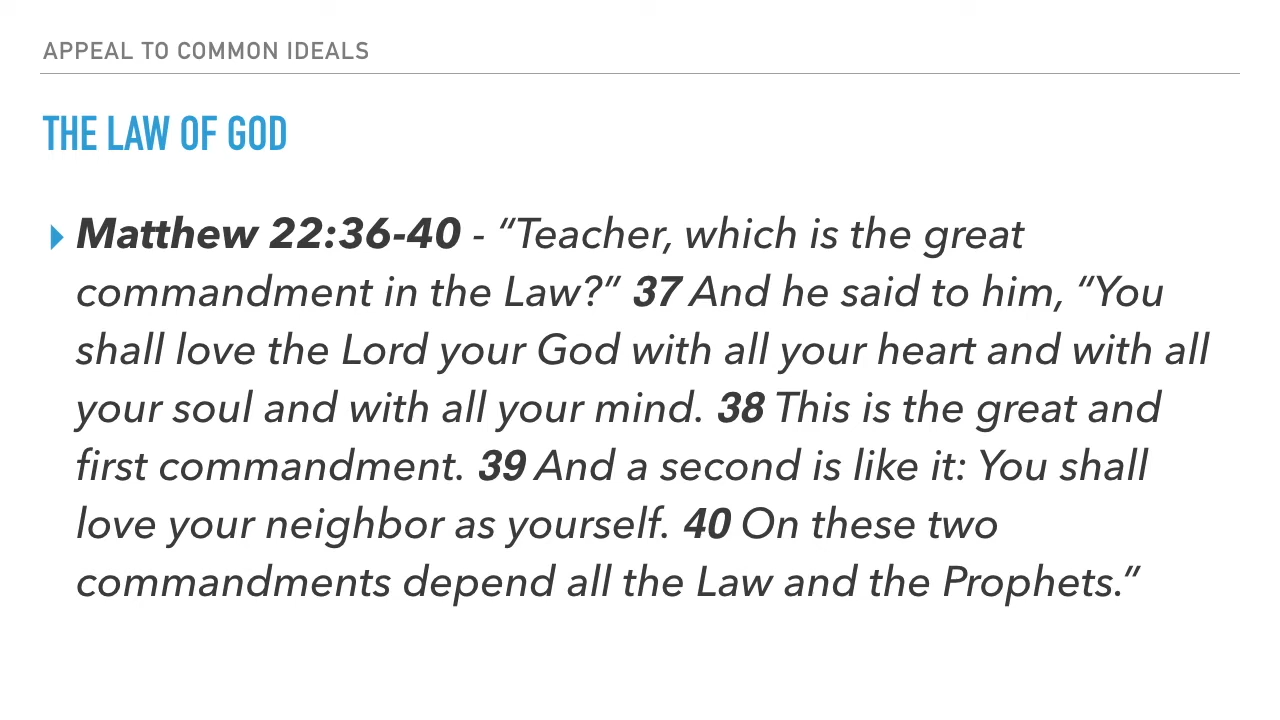 APPEAL TO COMMON IDEALS
THE LAW OF GOD
Matthew 22:36-40 - “Teacher, which is the great
commandment in the Law?” 37 And he said to him, “You
shall love the Lord your God with all your heart and with all
your soul and with all your mind. 38 This is the great and
first commandment. 39 And a second is like it: You shall
love your neighbor as yourself. 40 On these two
commandments depend all the Law and the Prophets.”